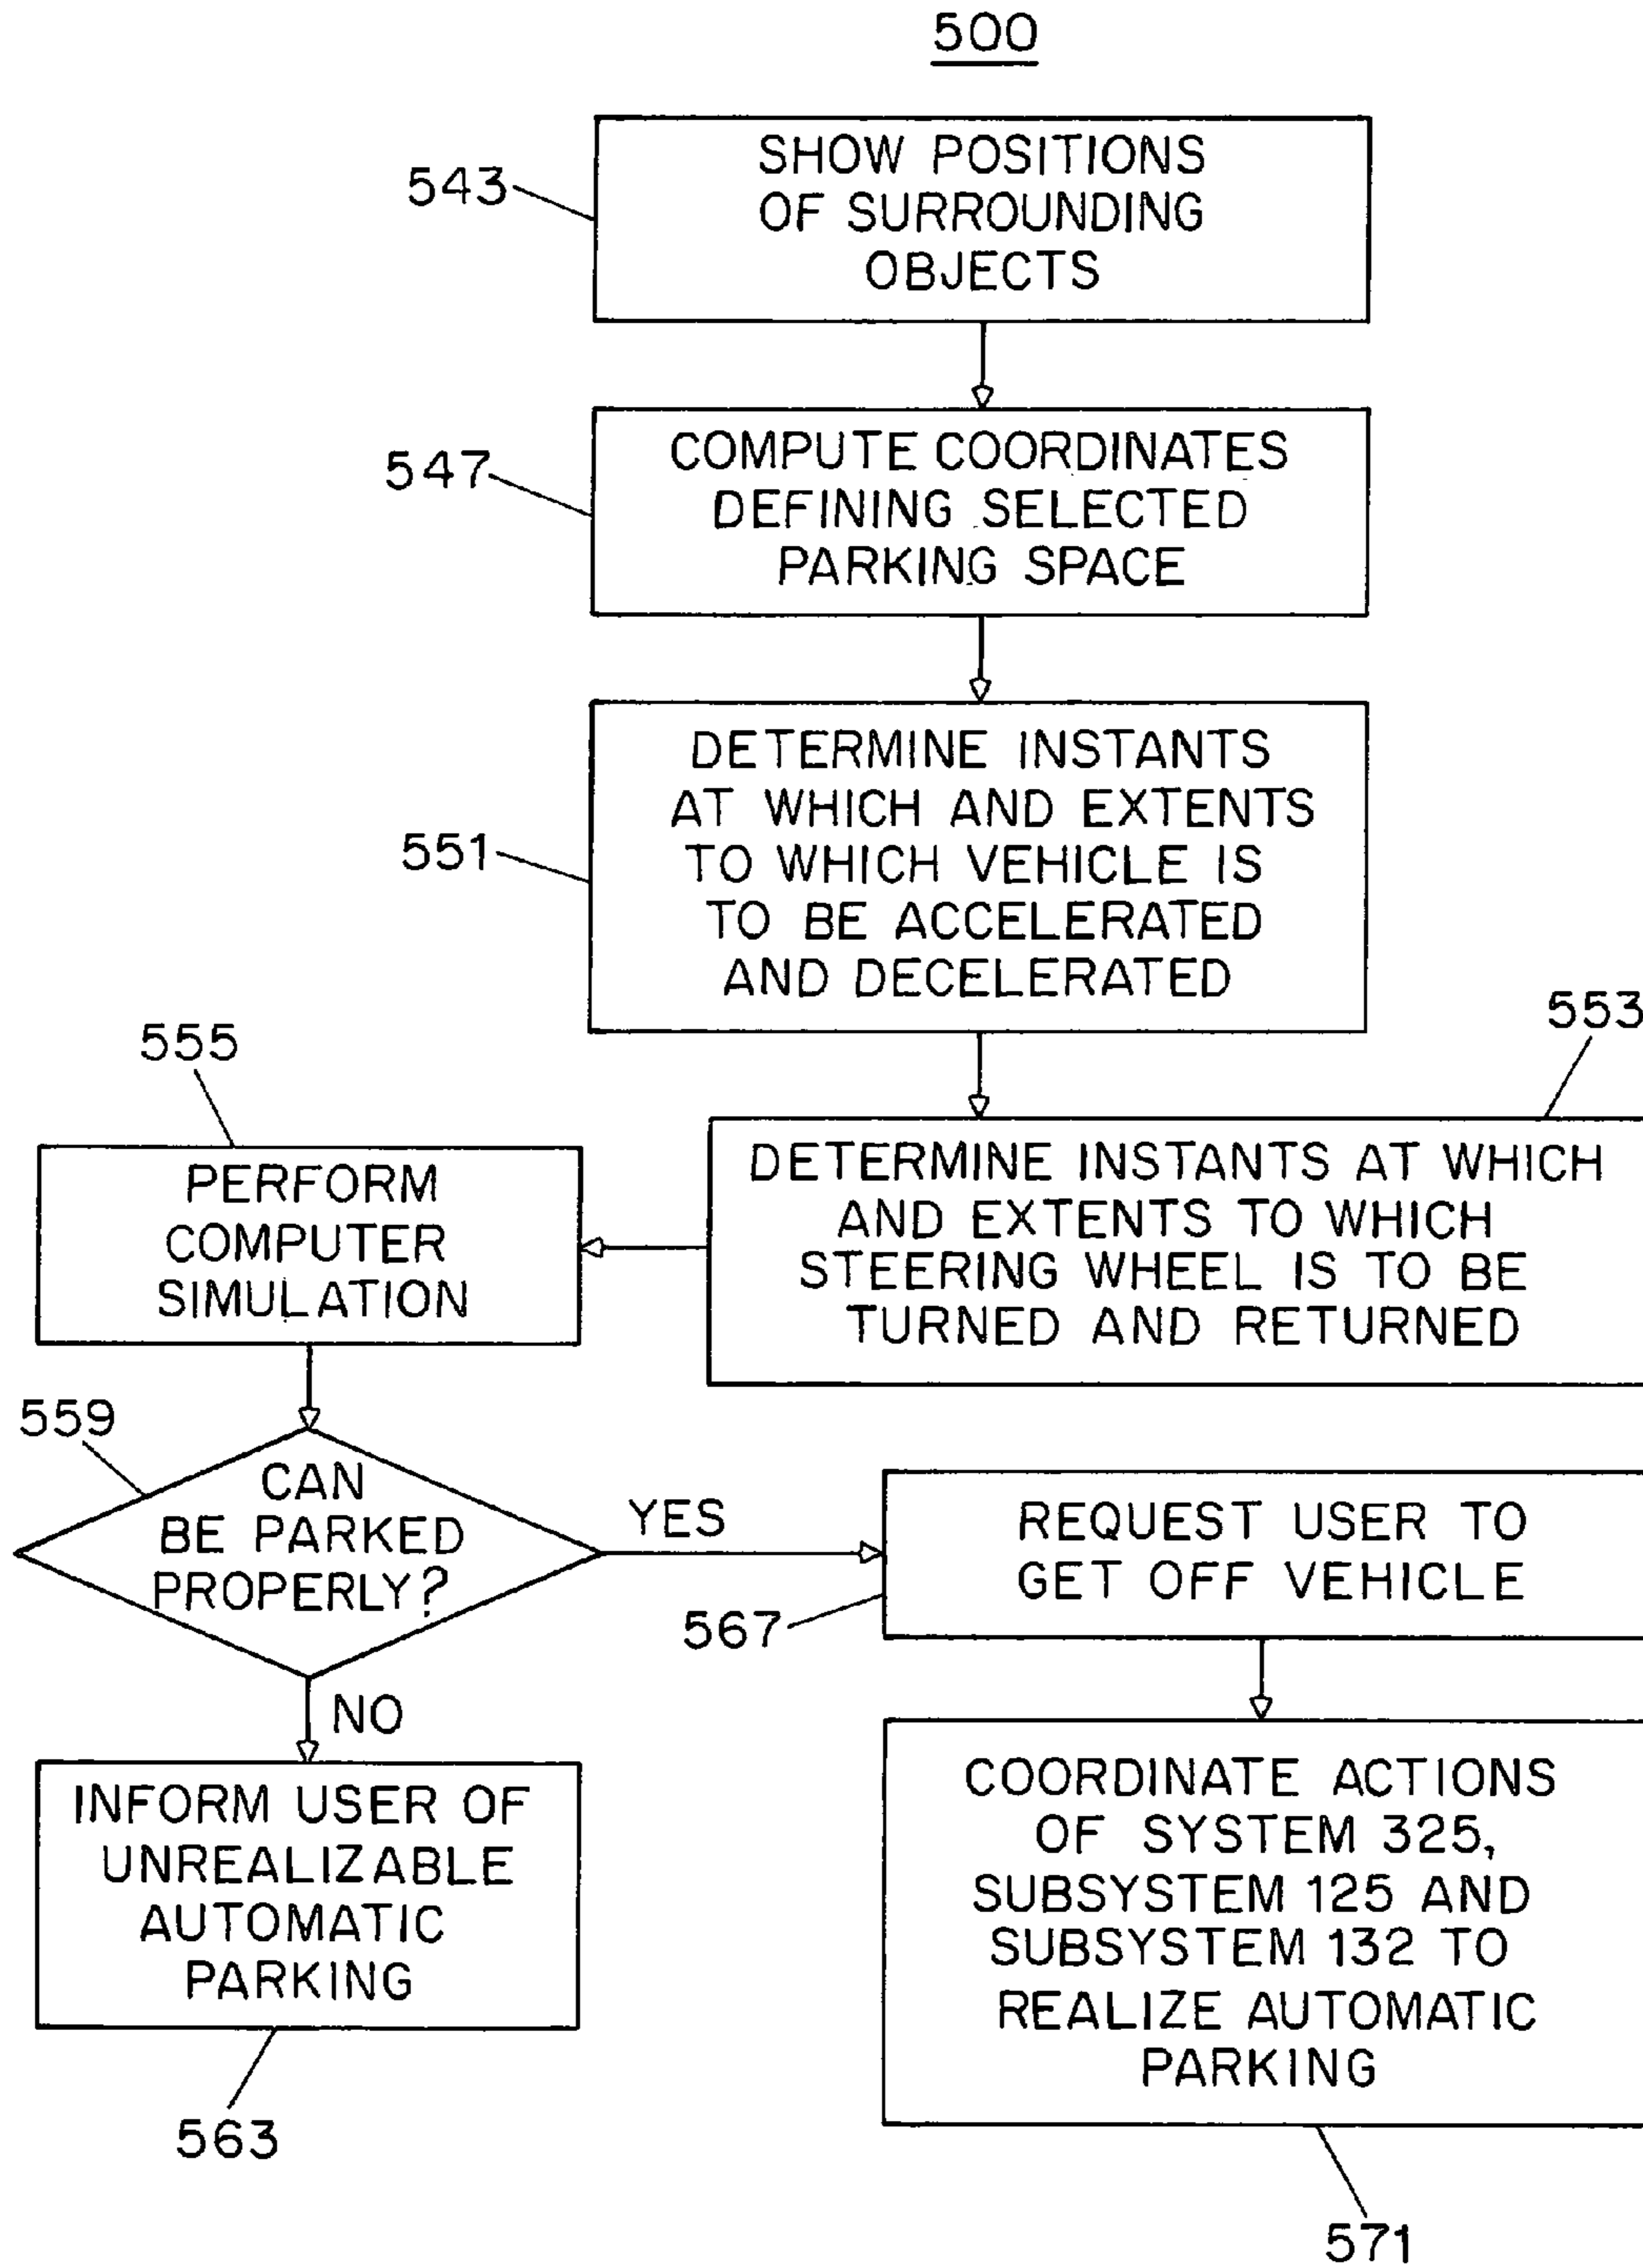 500
543
SHOW POSITIONS
OF SURROUNDING
OBJECTS
547
COMPUTE COORDINATES
DEFINING SELECTED
PARKING SPACE
551
DETERMINE INSTANTS
AT WHICH AND EXTENTS
TO WHICH VEHICLE IS
TO BE ACCELERATED
AND DECELERATED
553
DETERMINE INSTANTS AT WHICH
AND EXTENTS TO WHICH
STEERING WHEEL IS TO BE
TURNED AND RETURNED
555
PERFORM
COMPUTER
SIMULATION
559
CAN
BE PARKED
PROPERLY?
YES
NO
567
REQUEST USER TO
GET OFF VEHICLE
INFORM USER OF
UNREALIZABLE
AUTOMATIC
PARKING
563
COORDINATE ACTIONS
OF SYSTEM 325,
SUBSYSTEM 125 AND
SUBSYSTEM 132 TO
REALIZE AUTOMATIC
PARKING
571